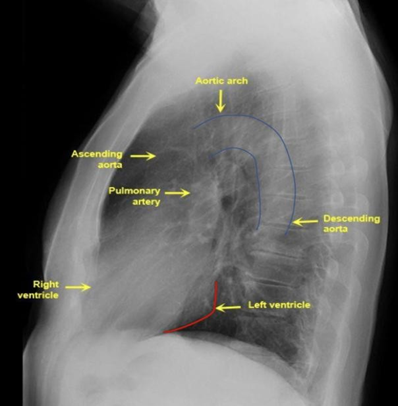 Aortic arch
Ascending
aorta
Pulmonary
artery
Descending
aorta
Right
ventricle
Left ventricle